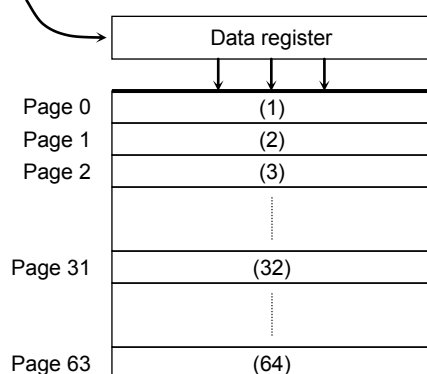 Data register
Page 0 (1)
Page 1 (2)
Page 2 (3)
Page 31 (32)
Page 63 (64)